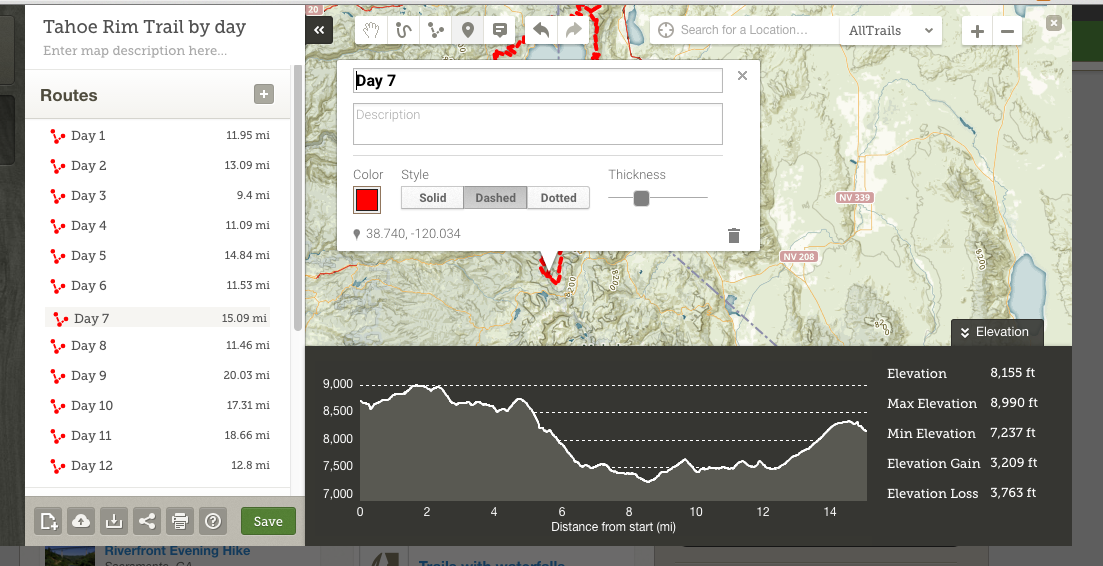 Tahoe Rim Trail by day
Enter map description here...
Routes
Day 1 11.95 mi
Day 2 13.09 mi
Day 3 9.4 mi
Day 4 11.09 mi
Day 5 14.84 mi
Day 6 11.53 mi
Day 7 15.09 mi
Day 8 11.46 mi
Day 9 20.03 mi
Day 10 17.31 mi
Day 11 18.66 mi
Day 12 12.8 mi
Save
20
Search for a Location...
AllTrails
Day 7
Description
Color
Style
Thickness
Solid
Dashed
Dotted
38.740, -120.034
NV 339
NV 208
8200
8200
8200
Elevation
9,000
8,500
8,000
7,500
7,000
0 2 4 6 8 10 12 14
Distance from start (mi)
Elevation 8,155 ft
Max Elevation 8,990 ft
Min Elevation 7,237 ft
Elevation Gain 3,209 ft
Elevation Loss 3,763 ft
Riverfront Evening Hike
Sacramento, CA
Trails with waterfalls